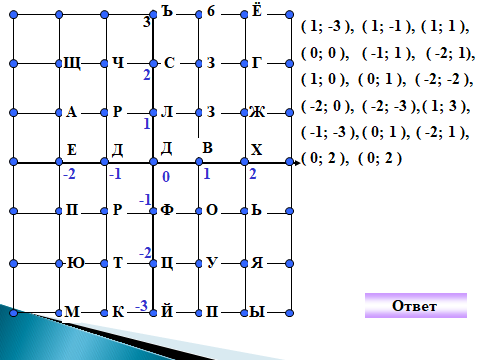 Ъ 6 Ё
3
Щ Ч С З Г
2
А Р Л З Ж
1
Е Д Д В Х
-2 -1 0 1 2
-1
П Р Ф О Ь
-2
Ю Т Ц У Я
-3
М К Й П Ы
( 1; -3 ), ( 1; -1 ), ( 1; 1 ),
( 0; 0 ), ( -1; 1 ), ( -2; 1),
( 1; 0 ), ( 0; 1 ), ( -2; -2 ),
( -2; 0 ), ( -2; -3 ),( 1; 3 ),
( -1; -3 ),( 0; 1 ), ( -2; 1 ),
( 0; 2 ), ( 0; 2 )
Ответ